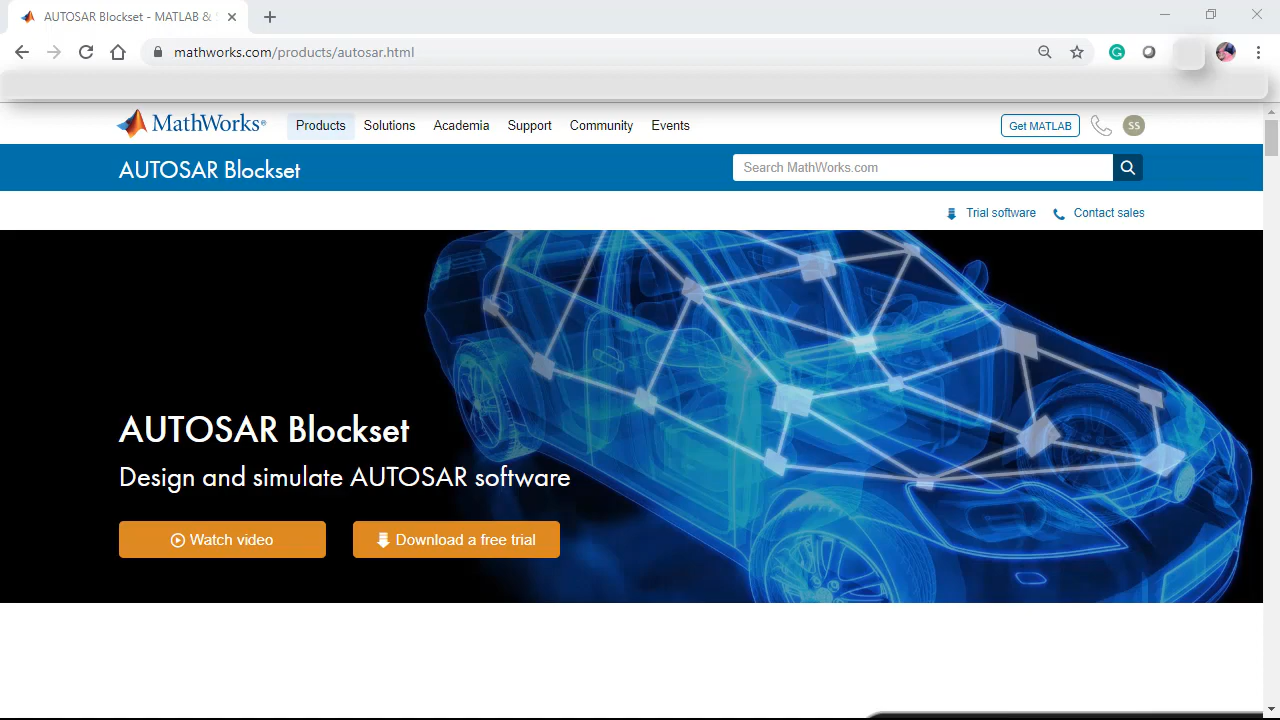 AUTOSAR Blockset - MATLAB &
mathworks.com/products/autosar.html
MathWorks®
Products Solutions Academia Support Community Events
Get MATLAB
SS
AUTOSAR Blockset
Search MathWorks.com
Trial software Contact sales
AUTOSAR Blockset
Design and simulate AUTOSAR software
Watch video
Download a free trial